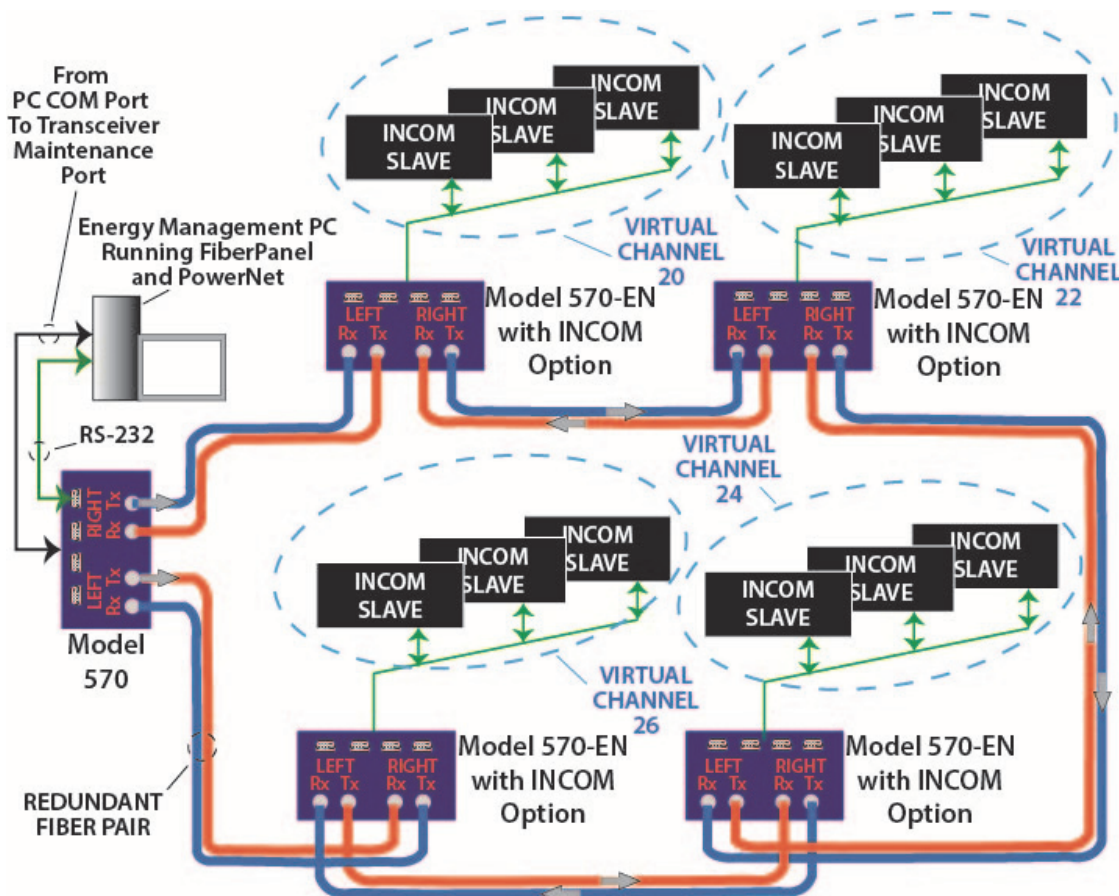 From
PC COM Port
To Transceiver
Maintenance
Port
Energy Management PC
Running FiberPanel
and PowerNet
RS-232
RIGHT
Tx
Rx
LEFT
Tx
Rx
Model
570
REDUNDANT
FIBER PAIR
INCOM
SLAVE
INCOM
SLAVE
INCOM
SLAVE
VIRTUAL
CHANNEL
20
LEFT RIGHT
Rx Tx Rx Tx
Model 570-EN
with INCOM
Option
INCOM
SLAVE
INCOM
SLAVE
INCOM
SLAVE
VIRTUAL
CHANNEL
22
LEFT RIGHT
Rx Tx Rx Tx
Model 570-EN
with INCOM
Option
INCOM
SLAVE
INCOM
SLAVE
INCOM
SLAVE
VIRTUAL
CHANNEL
26
LEFT RIGHT
Rx Tx Rx Tx
Model 570-EN
with INCOM
Option
VIRTUAL
CHANNEL
24
INCOM
SLAVE
INCOM
SLAVE
INCOM
SLAVE
LEFT RIGHT
Rx Tx Rx Tx
Model 570-EN
with INCOM
Option